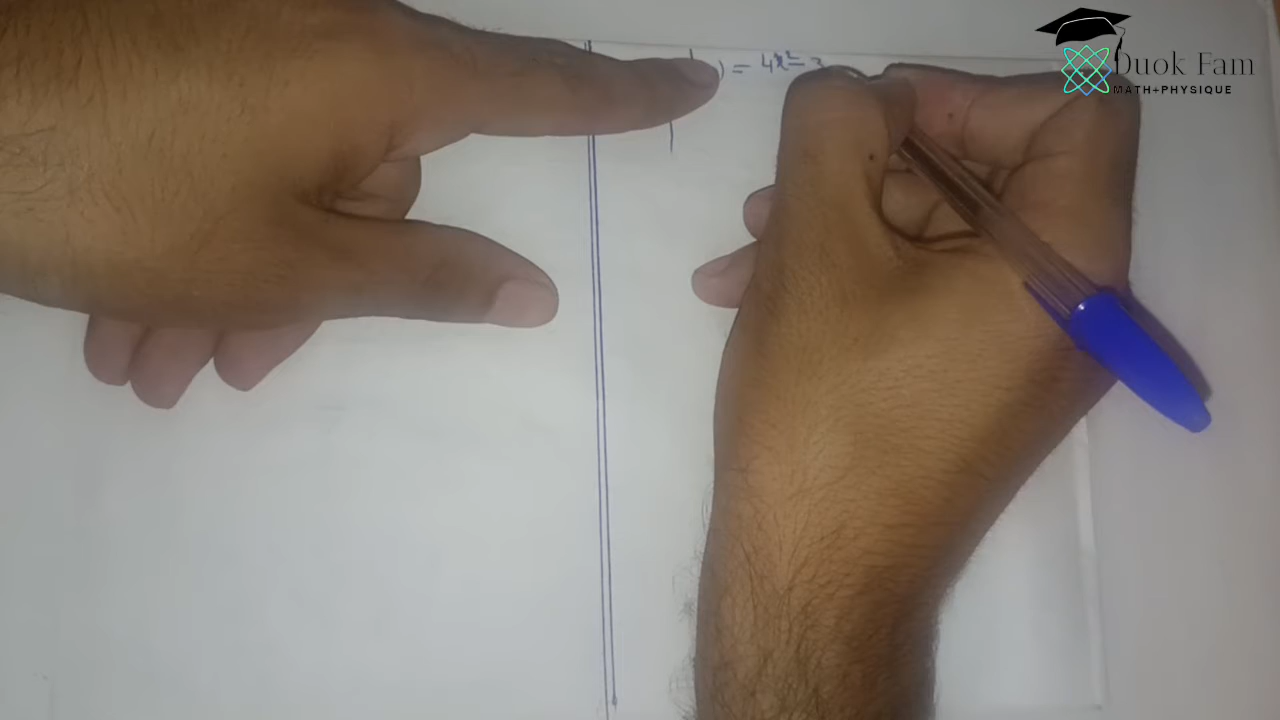 ) = 4x² - 3
Duok Fam
MATH+PHYSIQUE